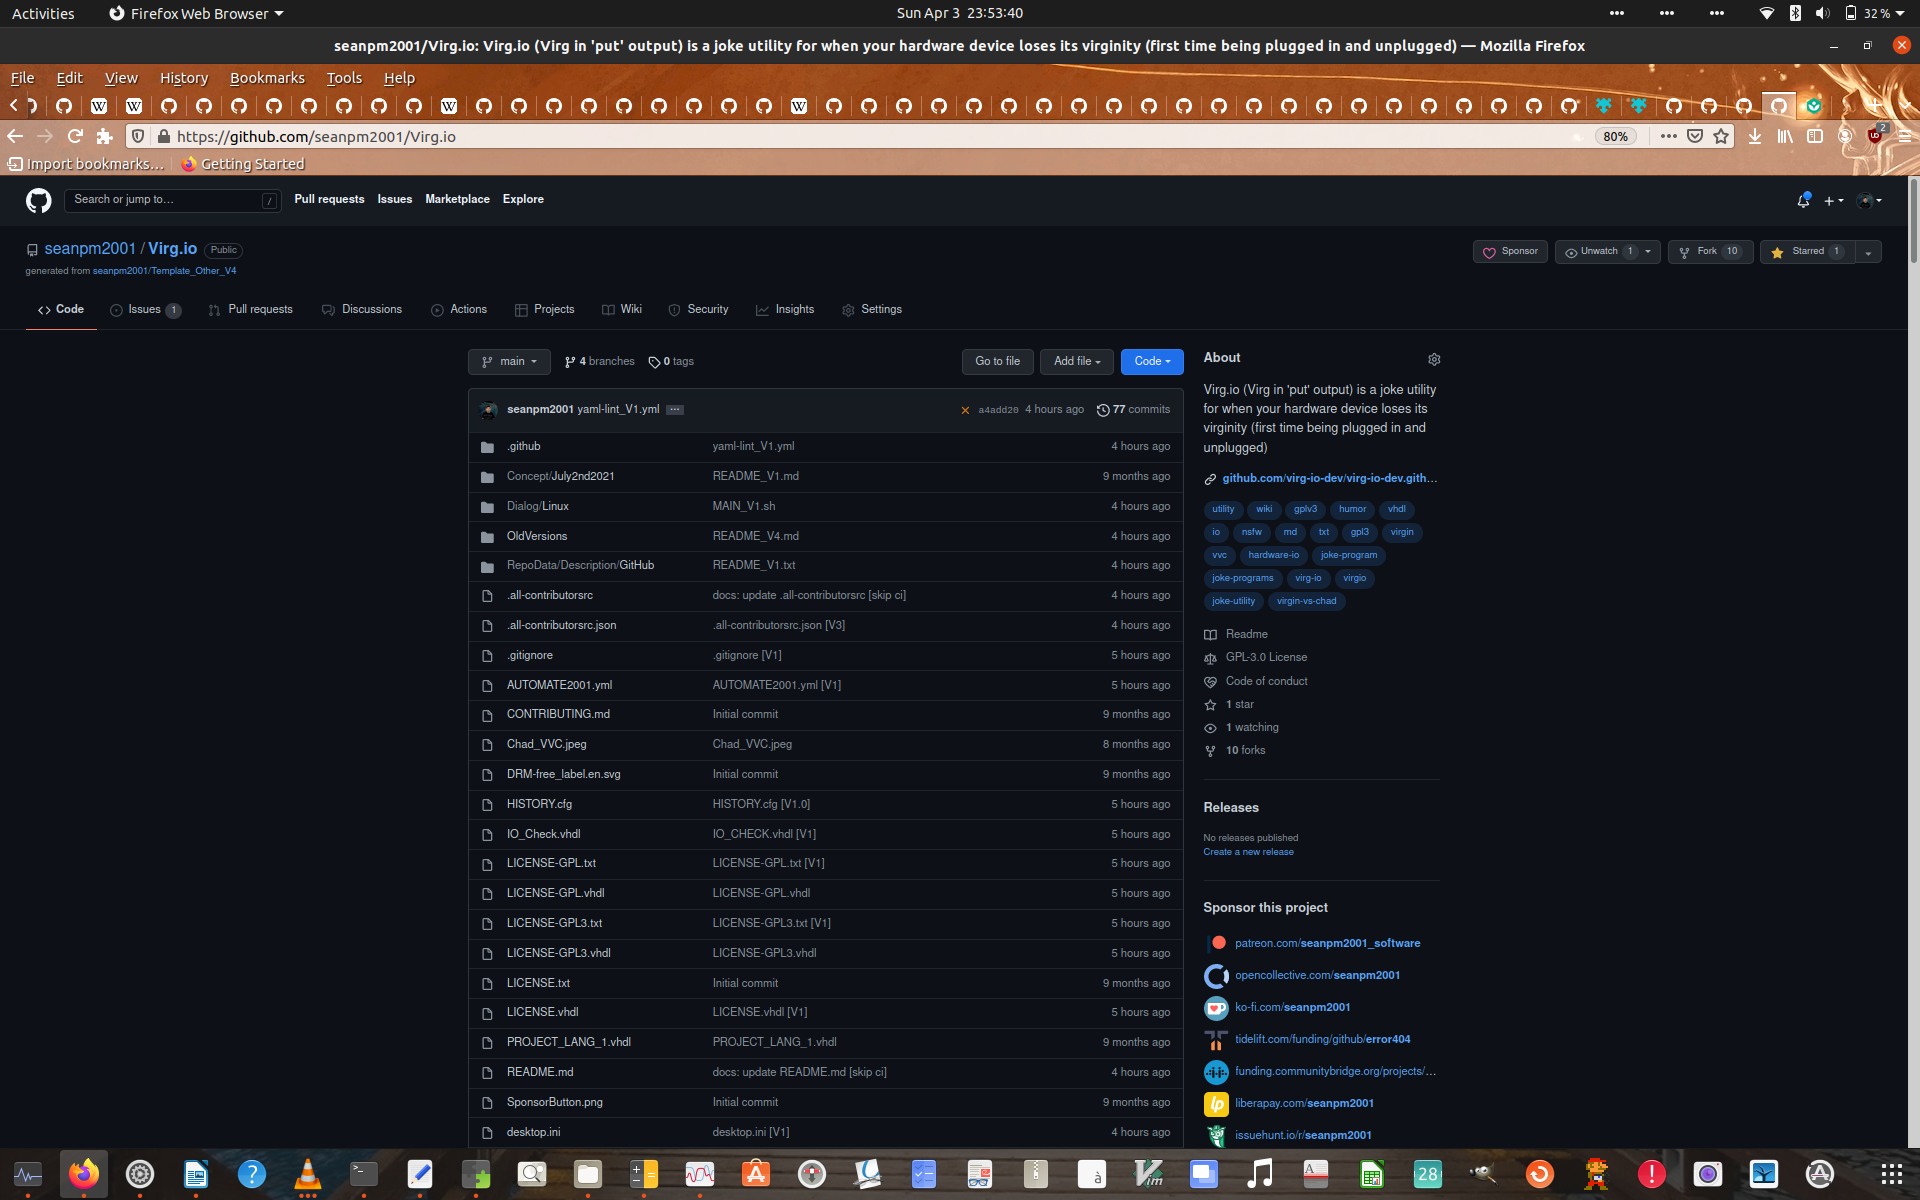 Activities
Firefox Web Browser
Sun Apr 3 23:53:40
32 %
seanpm2001/Virg.io: Virg.io (Virg in 'put' output) is a joke utility for when your hardware device loses its virginity (first time being plugged in and unplugged) — Mozilla Firefox
File Edit View History Bookmarks Tools Help
https://github.com/seanpm2001/Virg.io
80%
2
Import bookmarks... Getting Started
Search or jump to... /
Pull requests Issues Marketplace Explore
seanpm2001 / Virg.io Public
generated from seanpm2001/Template_Other_V4
Sponsor Unwatch 1 Fork 10 Starred 1
Code Issues 1 Pull requests Discussions Actions Projects Wiki Security Insights Settings
main 4 branches 0 tags Go to file Add file Code
seanpm2001 yaml-lint_V1.yml ... a4add20 4 hours ago 77 commits
.github yaml-lint_V1.yml 4 hours ago
Concept/July2nd2021 README_V1.md 9 months ago
Dialog/Linux MAIN_V1.sh 4 hours ago
OldVersions README_V4.md 4 hours ago
RepoData/Description/GitHub README_V1.txt 4 hours ago
.all-contributorsrc docs: update .all-contributorsrc [skip ci] 4 hours ago
.all-contributorsrc.json .all-contributorsrc.json [V3] 4 hours ago
.gitignore .gitignore [V1] 5 hours ago
AUTOMATE2001.yml AUTOMATE2001.yml [V1] 5 hours ago
CONTRIBUTING.md Initial commit 9 months ago
Chad_VVC.jpeg Chad_VVC.jpeg 8 months ago
DRM-free_label.en.svg Initial commit 9 months ago
HISTORY.cfg HISTORY.cfg [V1.0] 5 hours ago
IO_Check.vhdl IO_CHECK.vhdl [V1] 5 hours ago
LICENSE-GPL.txt LICENSE-GPL.txt [V1] 5 hours ago
LICENSE-GPL.vhdl LICENSE-GPL.vhdl 5 hours ago
LICENSE-GPL3.txt LICENSE-GPL3.txt [V1] 5 hours ago
LICENSE-GPL3.vhdl LICENSE-GPL3.vhdl 5 hours ago
LICENSE.txt Initial commit 9 months ago
LICENSE.vhdl LICENSE.vhdl [V1] 5 hours ago
PROJECT_LANG_1.vhdl PROJECT_LANG_1.vhdl 9 months ago
README.md docs: update README.md [skip ci] 4 hours ago
SponsorButton.png Initial commit 9 months ago
desktop.ini desktop.ini [V1] 4 hours ago
About
Virg.io (Virg in 'put' output) is a joke utility
for when your hardware device loses its
virginity (first time being plugged in and
unplugged)
github.com/virg-io-dev/virg-io-dev.gith...
utility wiki gplv3 humor vhdl
io nsfw md txt gpl3 virgin
vvc hardware-io joke-program
joke-programs virg-io virgio
joke-utility virgin-vs-chad
Readme
GPL-3.0 License
Code of conduct
1 star
1 watching
10 forks
Releases
No releases published
Create a new release
Sponsor this project
patreon.com/seanpm2001_software
opencollective.com/seanpm2001
ko-fi.com/seanpm2001
tidelift.com/funding/github/error404
funding.communitybridge.org/projects/...
liberapay.com/seanpm2001
issuehunt.io/r/seanpm2001
28